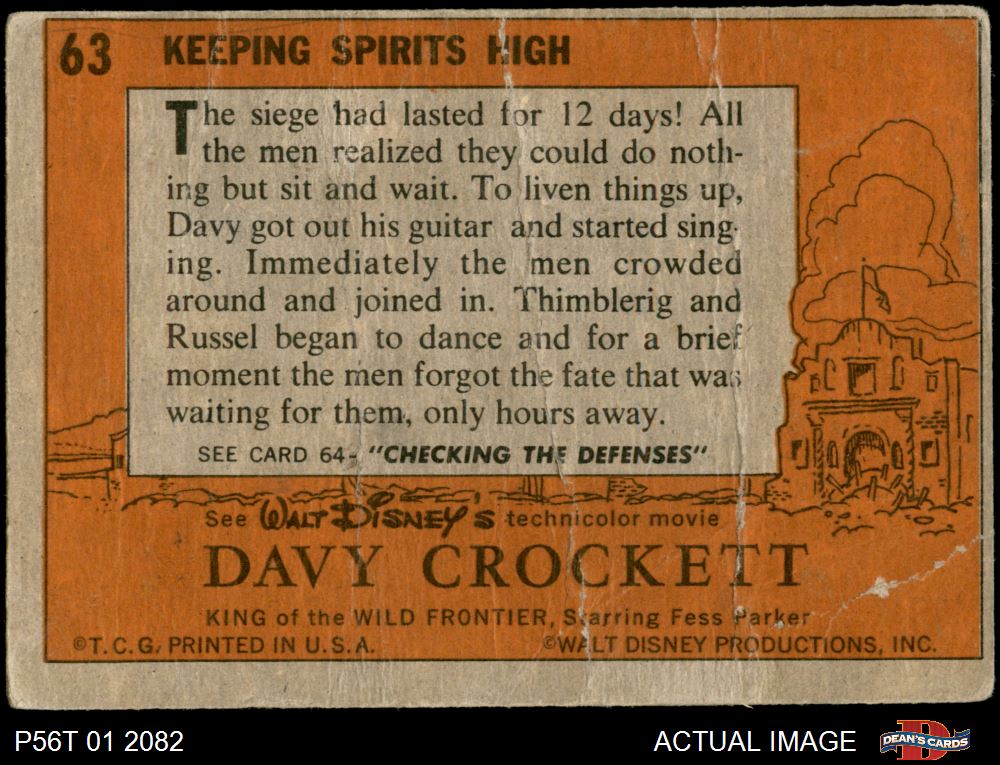 63 KEEPING SPIRITS HIGH
The siege had lasted for 12 days! All
the men realized they could do noth-
ing but sit and wait. To liven things up,
Davy got out his guitar and started sing-
ing. Immediately the men crowded
around and joined in. Thimblerig and
Russel began to dance and for a brief
moment the men forgot the fate that was
waiting for them, only hours away.
SEE CARD 64- "CHECKING THE DEFENSES"
See WALT DISNEY'S technicolor movie
DAVY CROCKETT
KING of the WILD FRONTIER, Starring Fess Parker
©T.C.G. PRINTED IN U.S.A. ©WALT DISNEY PRODUCTIONS, INC.
P56T 01 2082 ACTUAL IMAGE DEAN'S CARDS